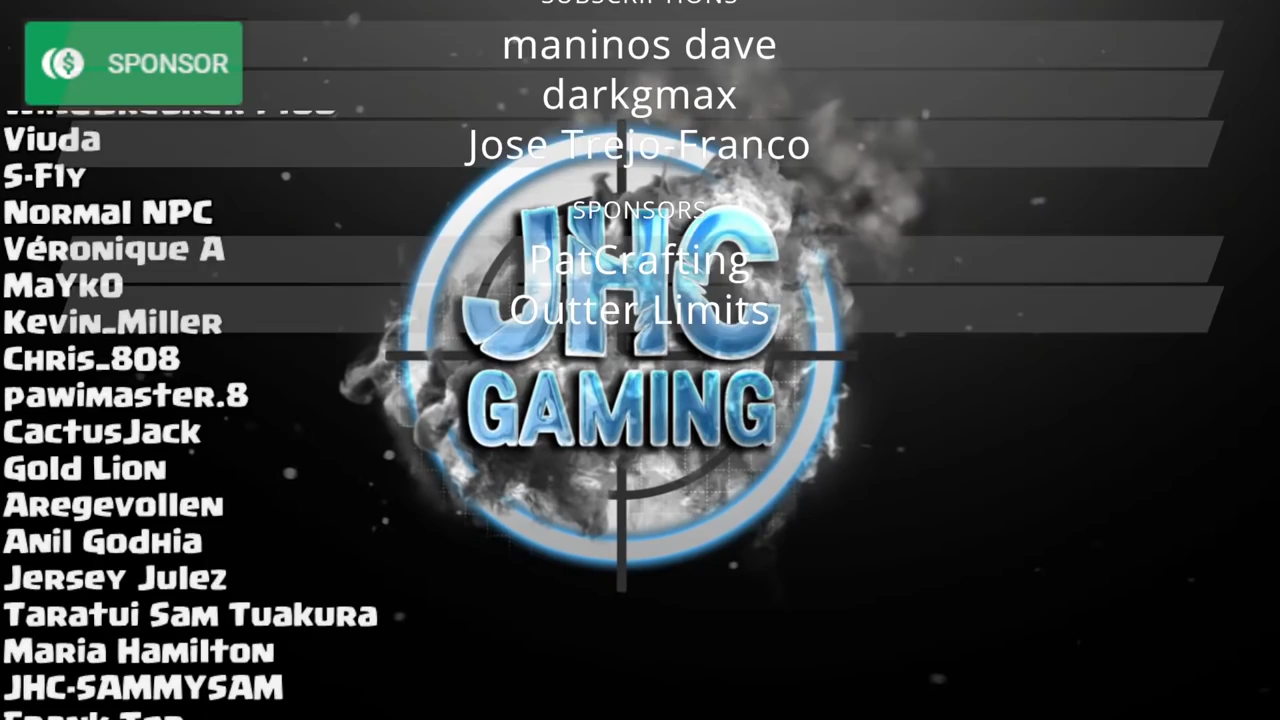 SUBSCRIPTIONS
maninos dave
darkgmax
Jose Trejo-Franco
SPONSORS
PatCrafting
Outter Limits
SPONSOR
Viuda
S-F1y
Normal NPC
Véronique A
MaYkO
Kevin_Miller
Chris_808
pawimaster.8
CactusJack
Gold Lion
Aregevollen
Anil Godhia
Jersey Julez
Taratui Sam Tuakura
Maria Hamilton
JHC-SAMMYSAM
JHC
GAMING